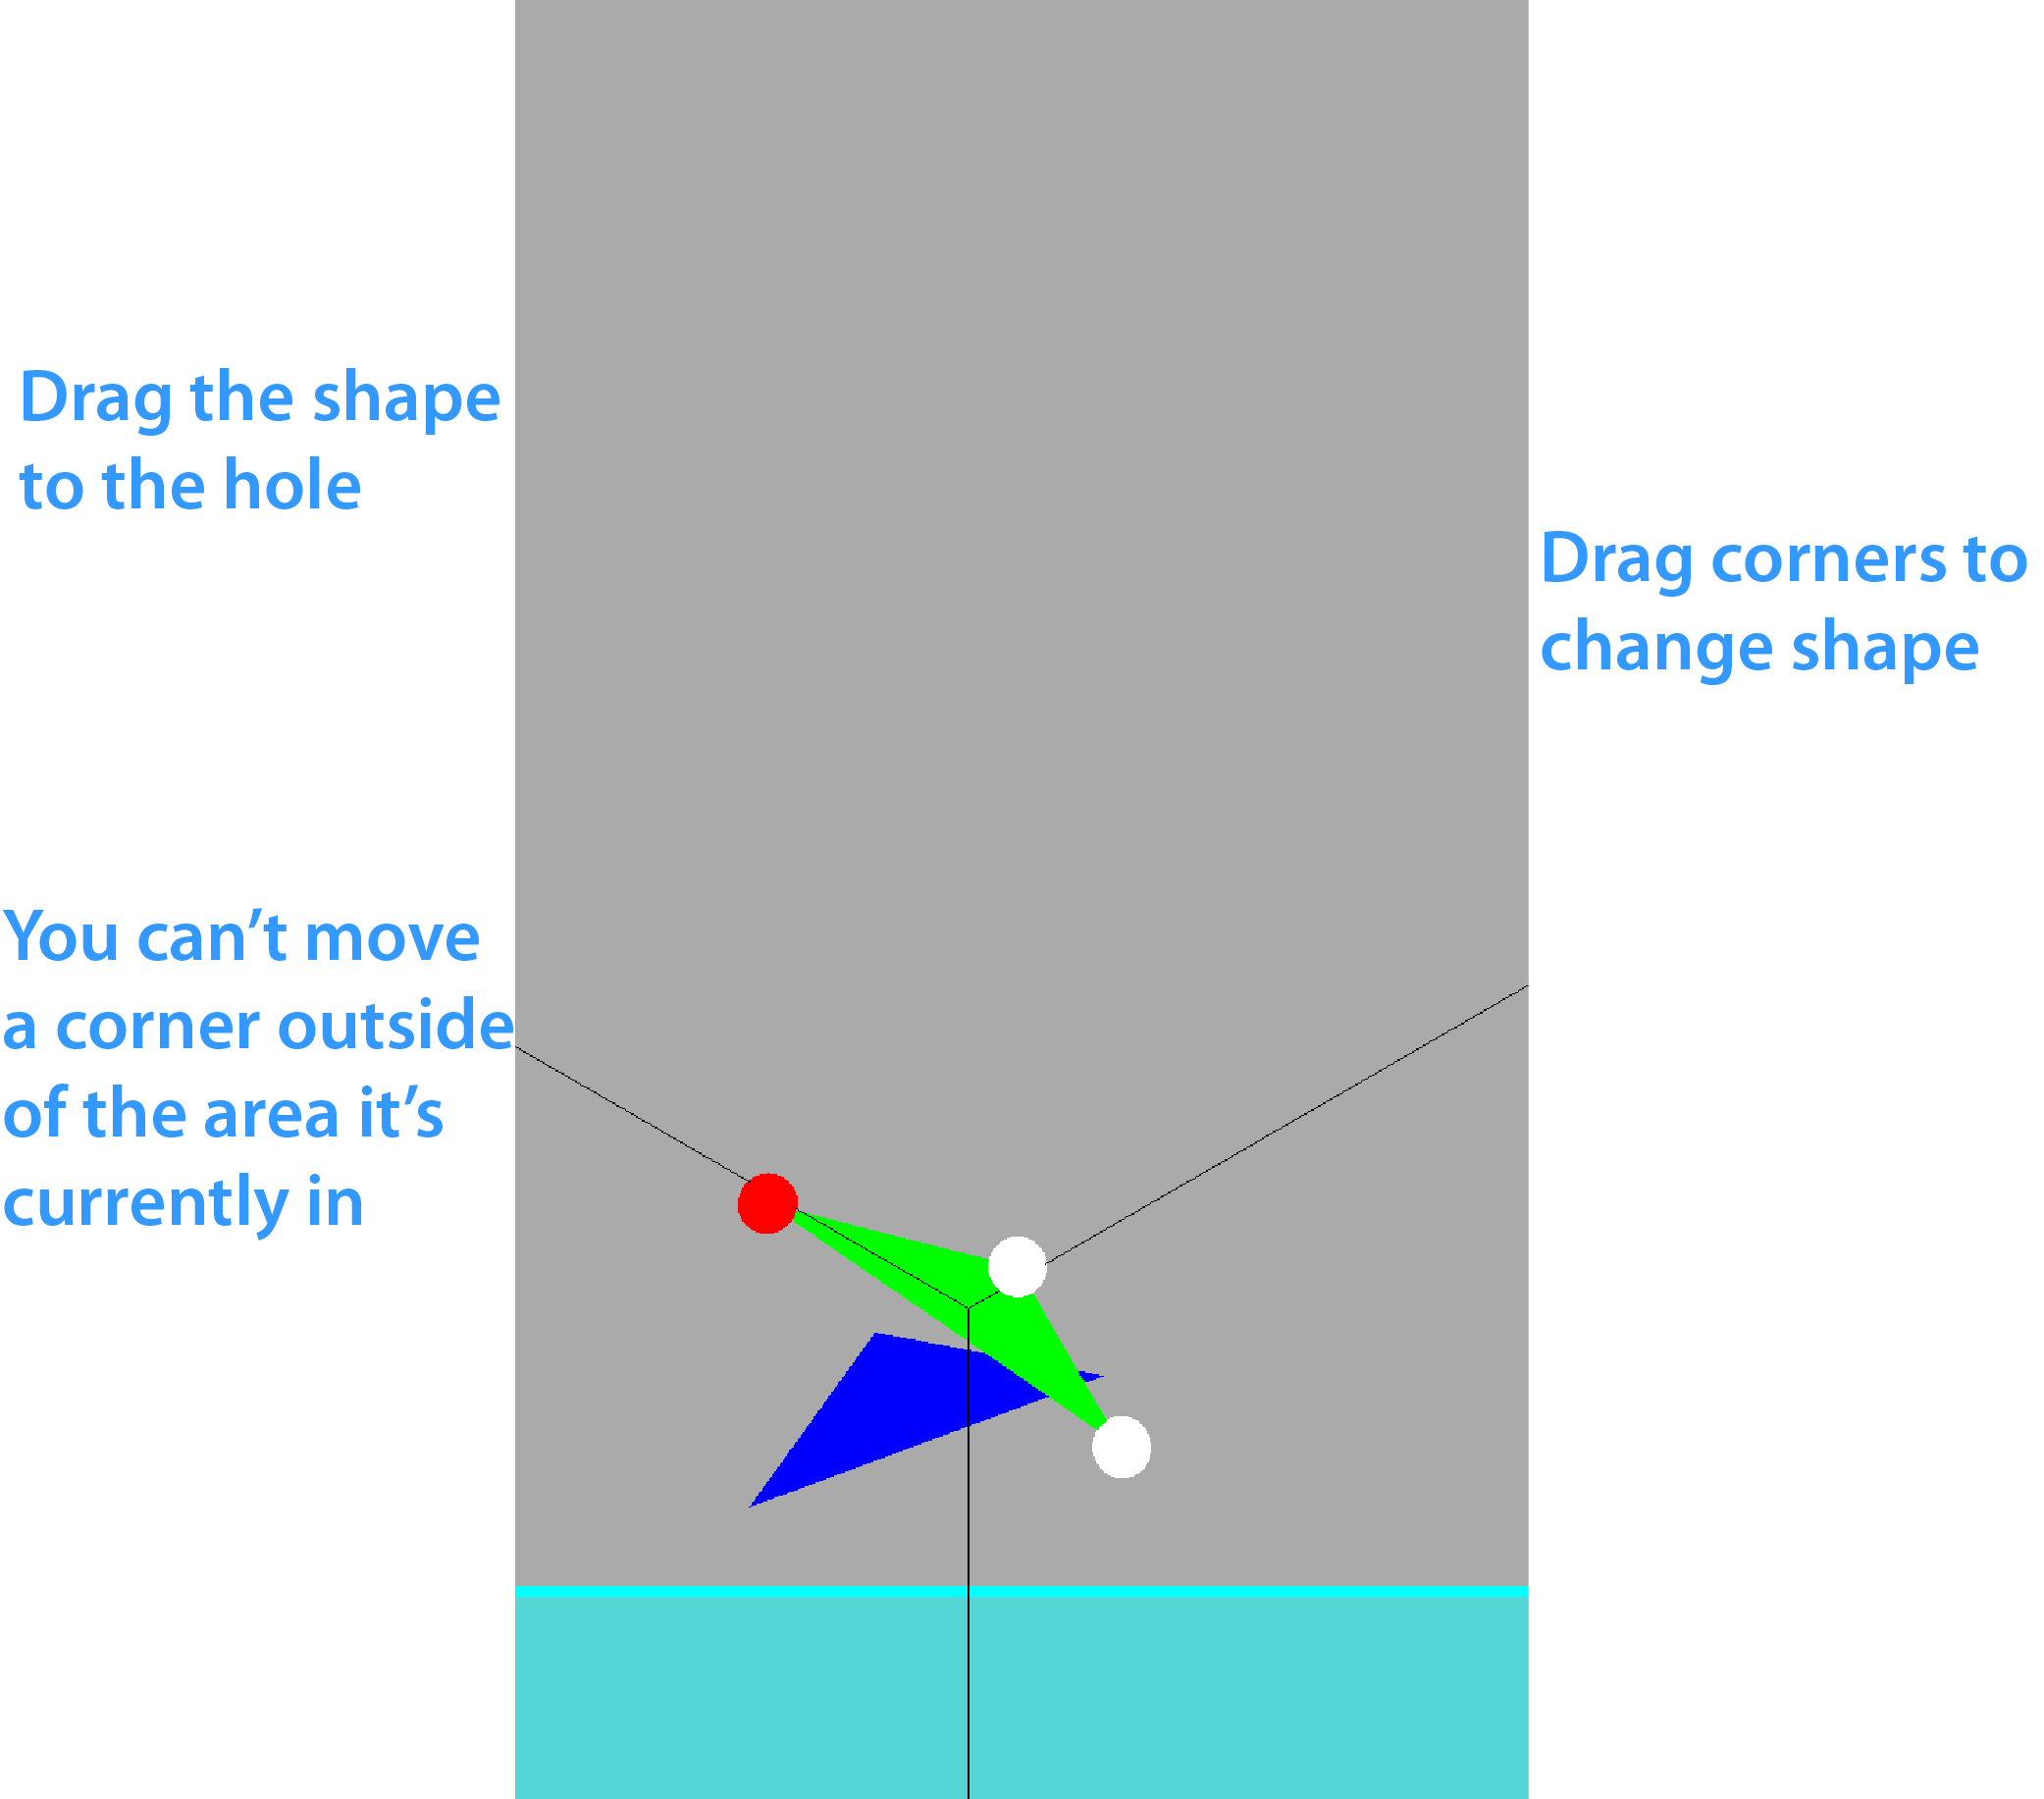 Drag the shape
to the hole
Drag corners to
change shape
You can’t move
a corner outside
of the area it’s
currently in